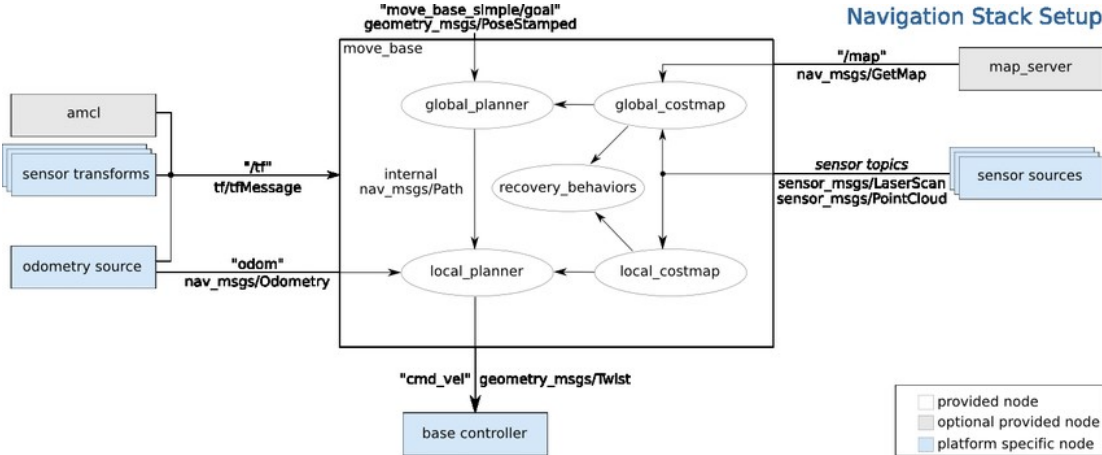 Navigation Stack Setup
"move_base_simple/goal"
geometry_msgs/PoseStamped
move_base
"/map"
nav_msgs/GetMap
map_server
amcl
global_planner
global_costmap
sensor transforms
"/tf"
tf/tfMessage
internal
nav_msgs/Path
recovery_behaviors
sensor topics
sensor_msgs/LaserScan
sensor_msgs/PointCloud
sensor sources
odometry source
"odom"
nav_msgs/Odometry
local_planner
local_costmap
"cmd_vel" geometry_msgs/Twist
base controller
provided node
optional provided node
platform specific node